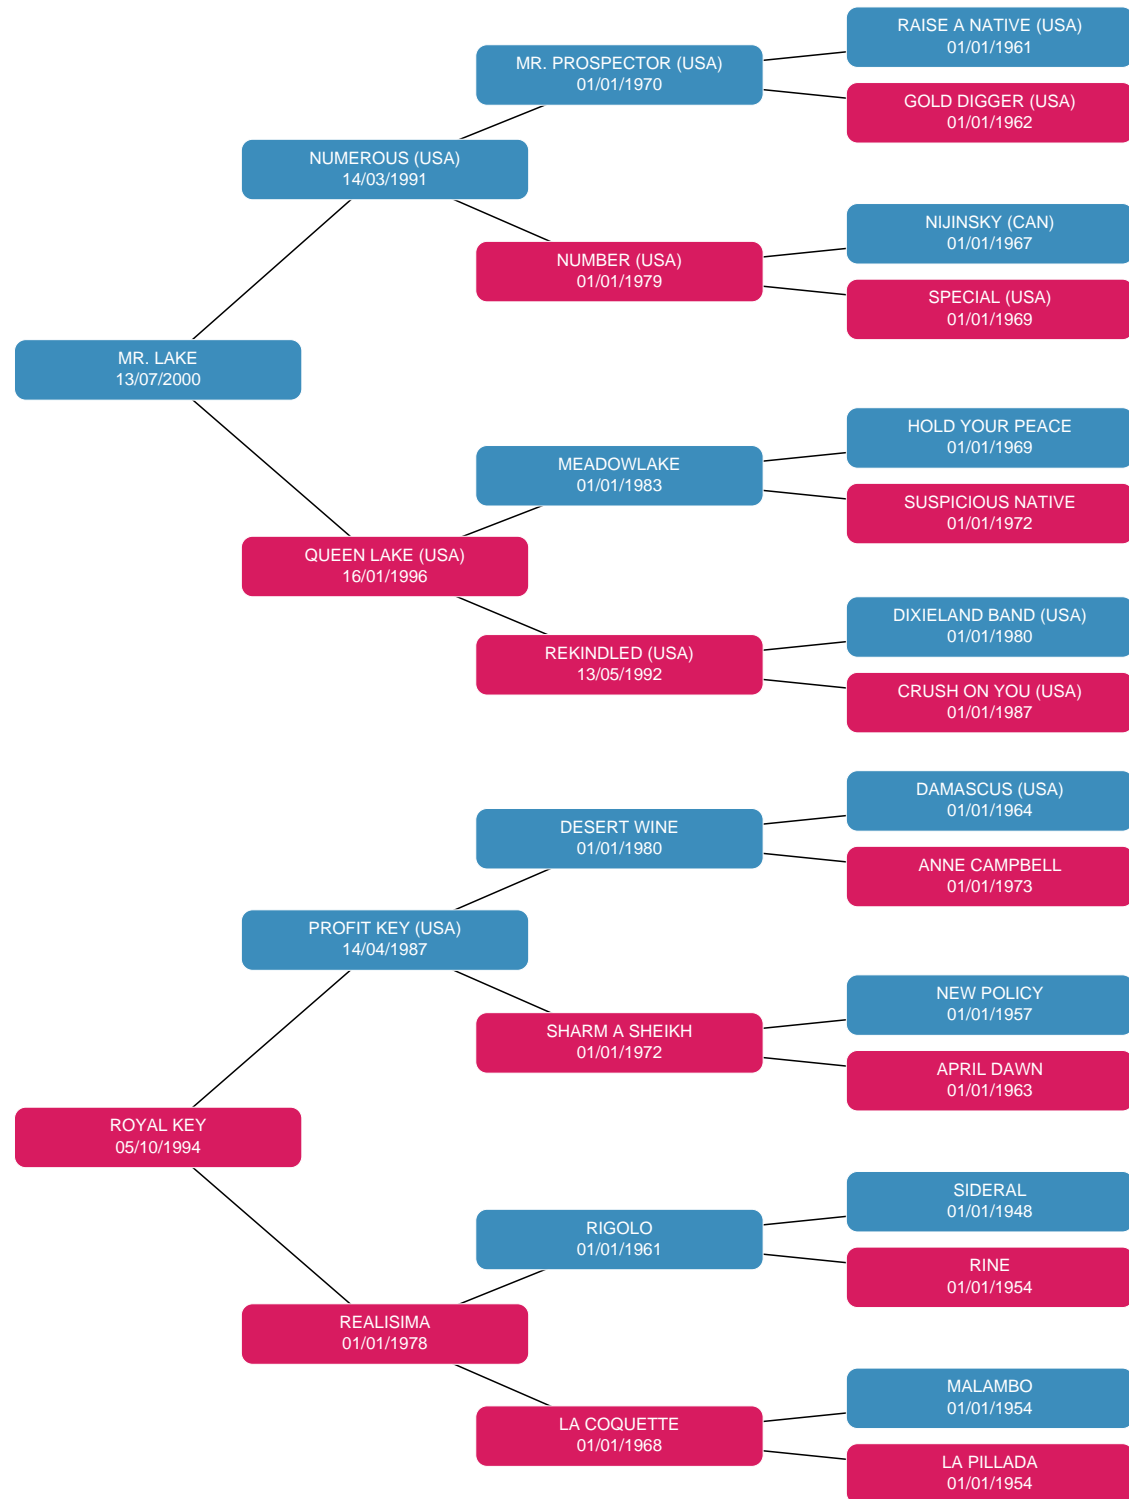 RAISE A NATIVE (USA)
01/01/1961
MR. PROSPECTOR (USA)
01/01/1970
GOLD DIGGER (USA)
01/01/1962
NUMEROUS (USA)
14/03/1991
NIJINSKY (CAN)
01/01/1967
NUMBER (USA)
01/01/1979
SPECIAL (USA)
01/01/1969
MR. LAKE
13/07/2000
HOLD YOUR PEACE
01/01/1969
MEADOWLAKE
01/01/1983
SUSPICIOUS NATIVE
01/01/1972
QUEEN LAKE (USA)
16/01/1996
DIXIELAND BAND (USA)
01/01/1980
REKINDLED (USA)
13/05/1992
CRUSH ON YOU (USA)
01/01/1987
DAMASCUS (USA)
01/01/1964
DESERT WINE
01/01/1980
ANNE CAMPBELL
01/01/1973
PROFIT KEY (USA)
14/04/1987
NEW POLICY
01/01/1957
SHARM A SHEIKH
01/01/1972
APRIL DAWN
01/01/1963
ROYAL KEY
05/10/1994
SIDERAL
01/01/1948
RIGOLO
01/01/1961
RINE
01/01/1954
REALISIMA
01/01/1978
MALAMBO
01/01/1954
LA COQUETTE
01/01/1968
LA PILLADA
01/01/1954